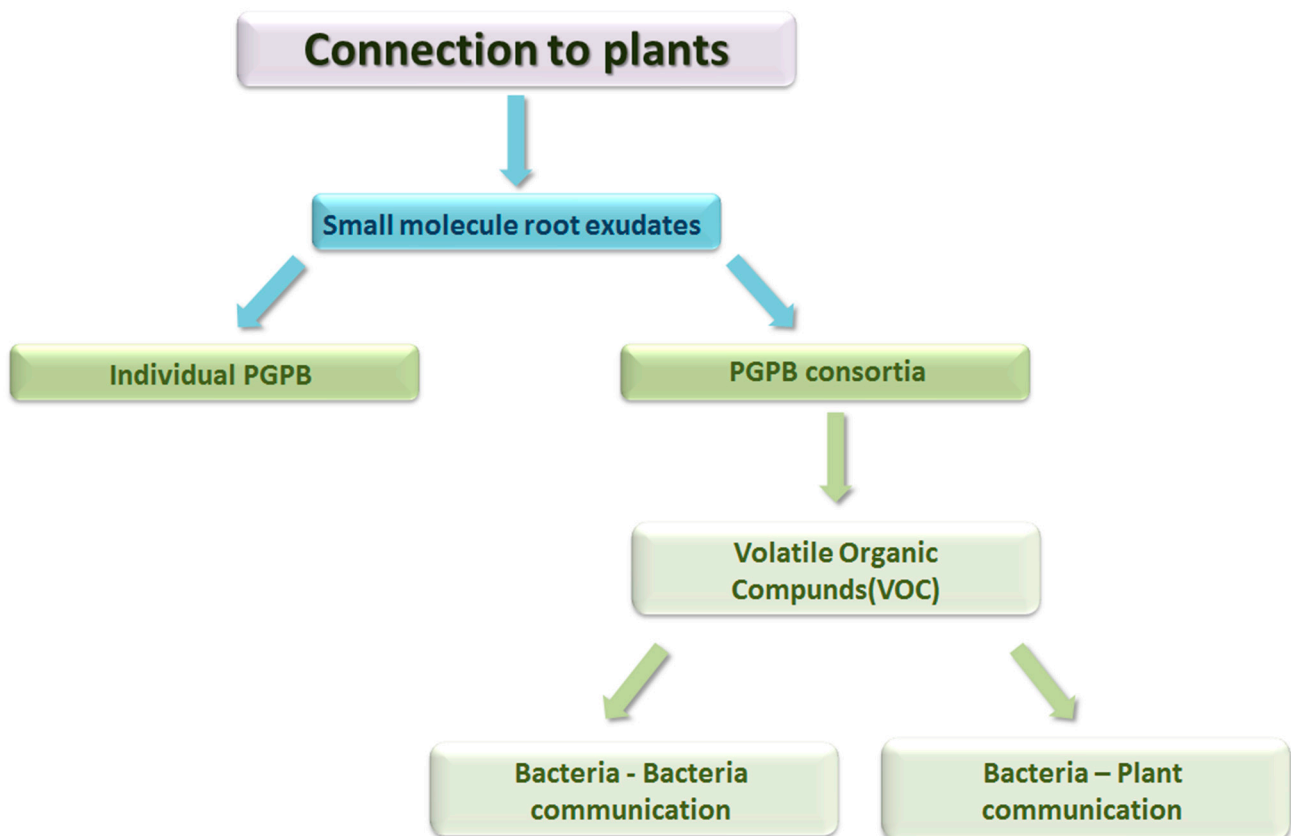 Connection to plants
Small molecule root exudates
Individual PGPB
PGPB consortia
Volatile Organic
Compunds(VOC)
Bacteria - Bacteria
communication
Bacteria – Plant
communication